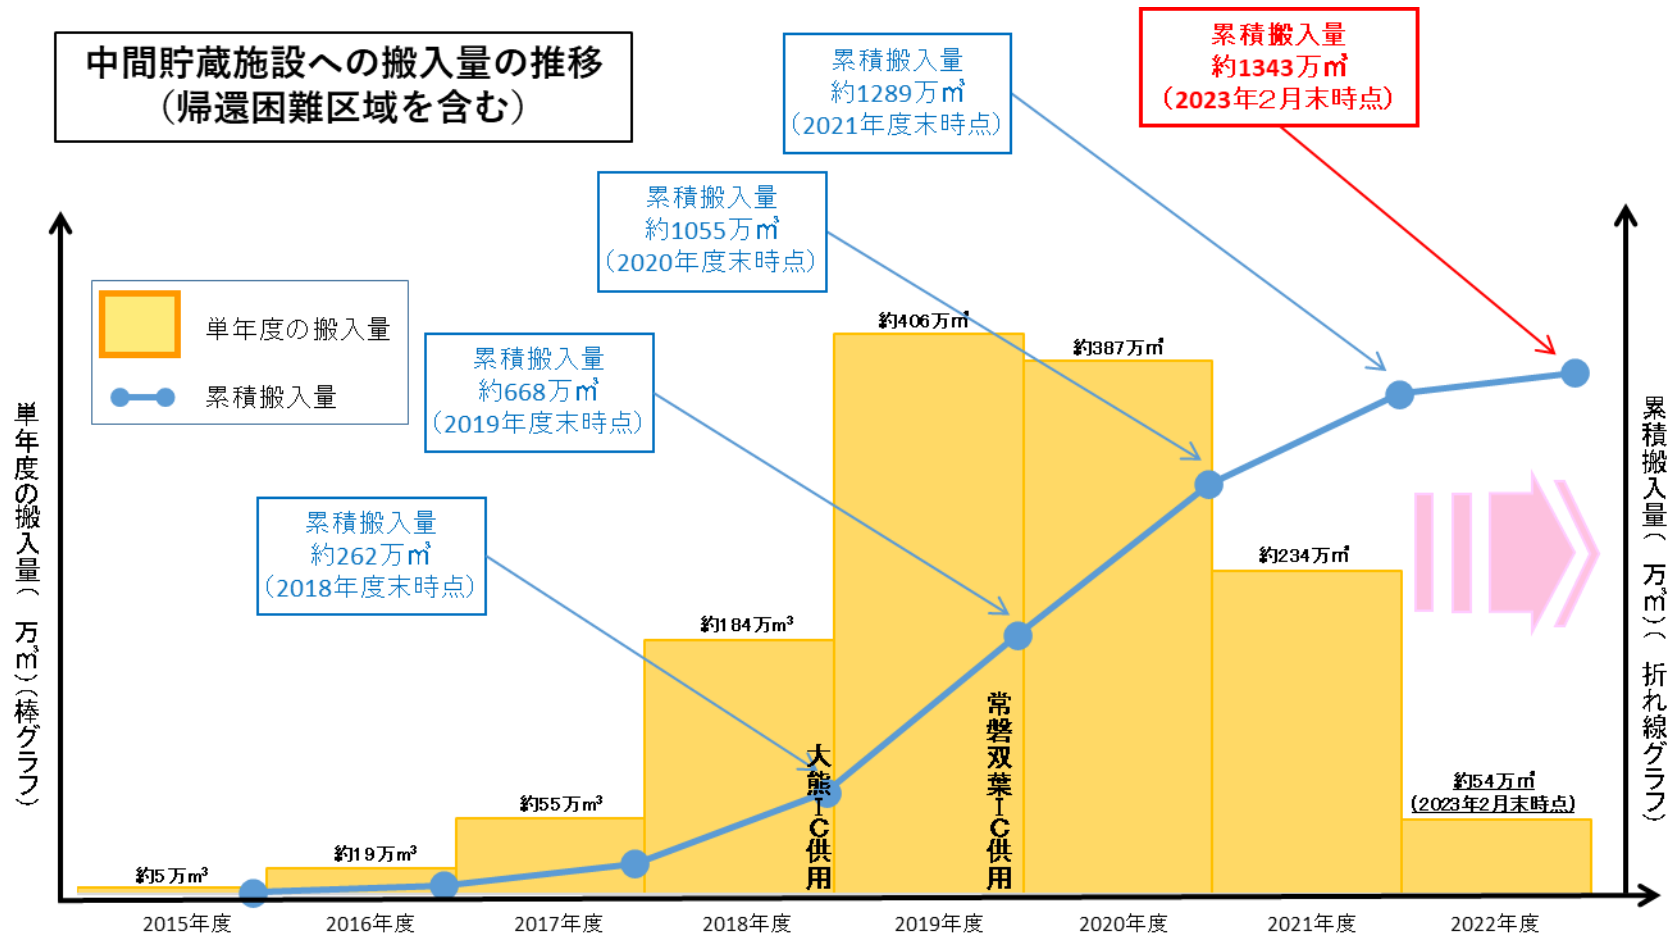 中間貯蔵施設への搬入量の推移
（帰還困難区域を含む）
累積搬入量
約1289万㎥
（2021年度末時点）
累積搬入量
約1343万㎥
（2023年２月末時点）
累積搬入量
約1055万㎥
（2020年度末時点）
単年度の搬入量
累積搬入量
累積搬入量
約668万㎥
（2019年度末時点）
累積搬入量
約262万㎥
（2018年度末時点）
単年度の搬入量（　万㎥）（棒グラフ）
累積搬入量（　万㎥）（　折れ線グラフ）
約5万m³
約19万m³
約55万m³
約184万m³
約406万㎥
約387万㎥
約234万㎥
約54万㎥
（2023年2月末時点）
大熊ＩＣ供用
常磐双葉ＩＣ供用
2015年度
2016年度
2017年度
2018年度
2019年度
2020年度
2021年度
2022年度